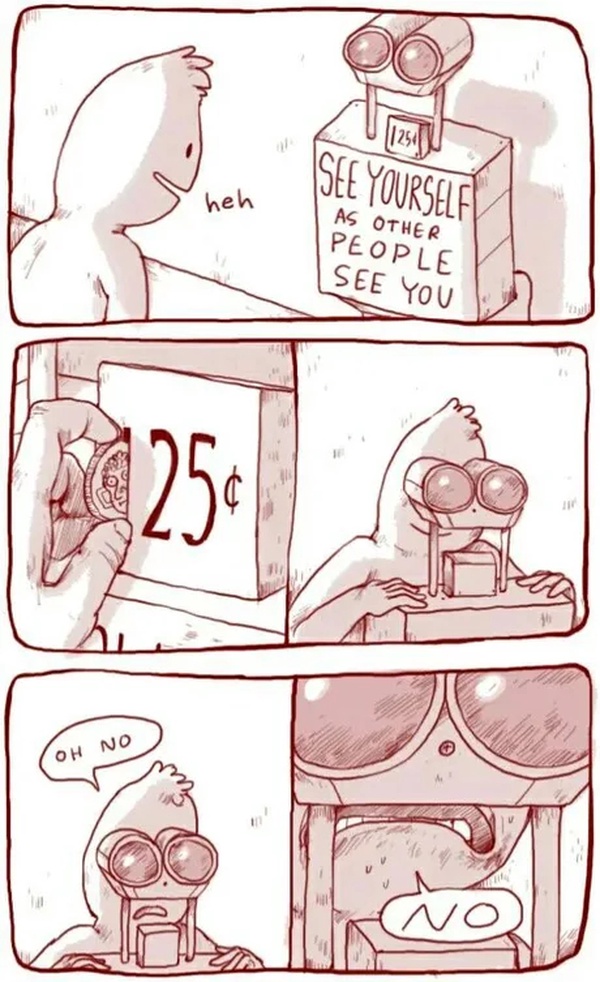 heh
25¢
SEE YOURSELF
AS OTHER
PEOPLE
SEE YOU
25¢
OH NO
NO